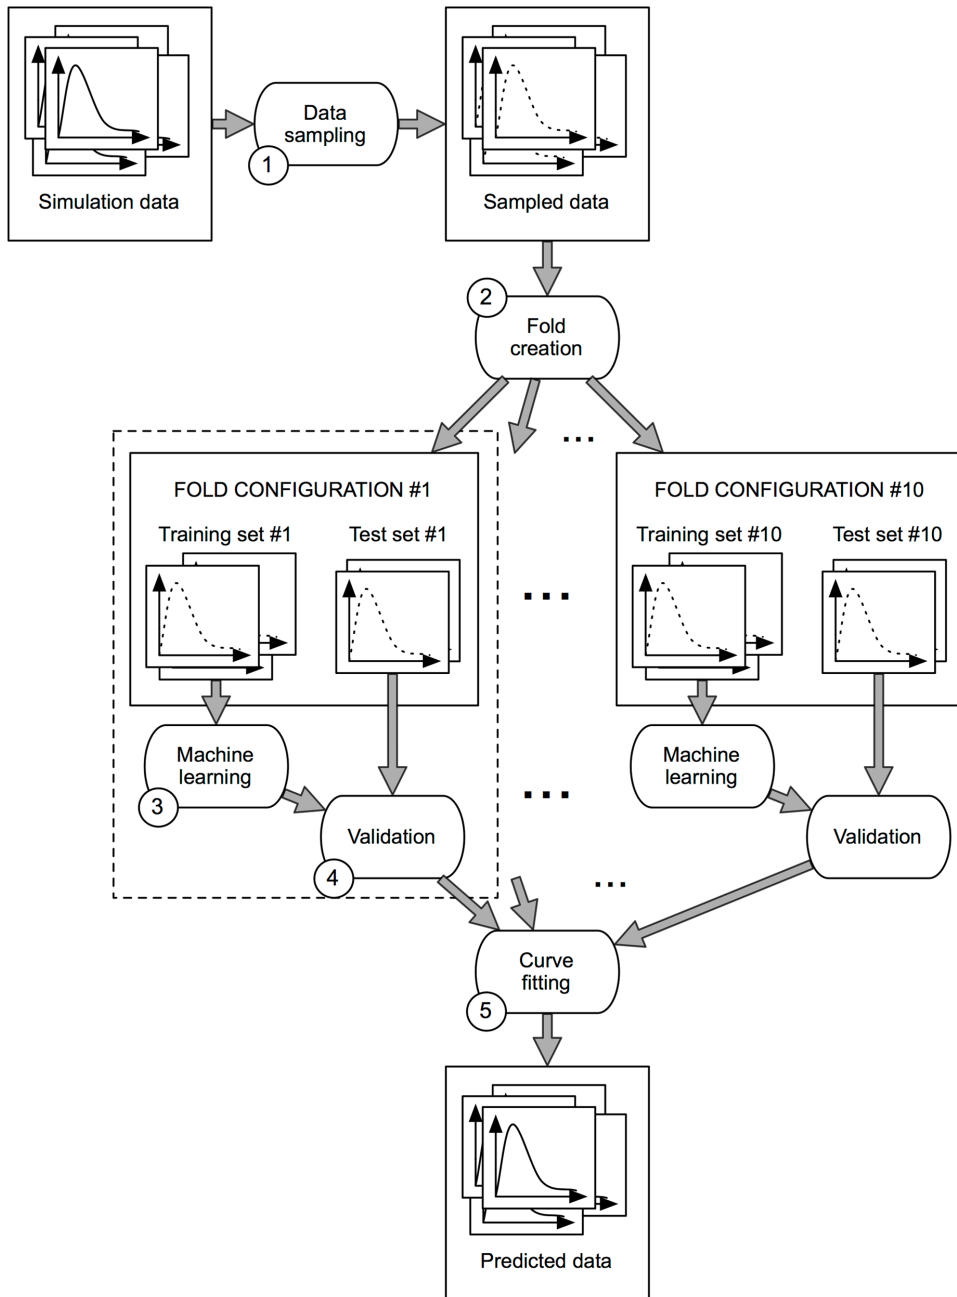 Data
sampling
1
Simulation data
Sampled data
2
Fold
creation
...
FOLD CONFIGURATION #1
Training set #1
Test set #1
...
FOLD CONFIGURATION #10
Training set #10
Test set #10
Machine
learning
3
Validation
4
...
Machine
learning
Validation
...
Curve
fitting
5
Predicted data